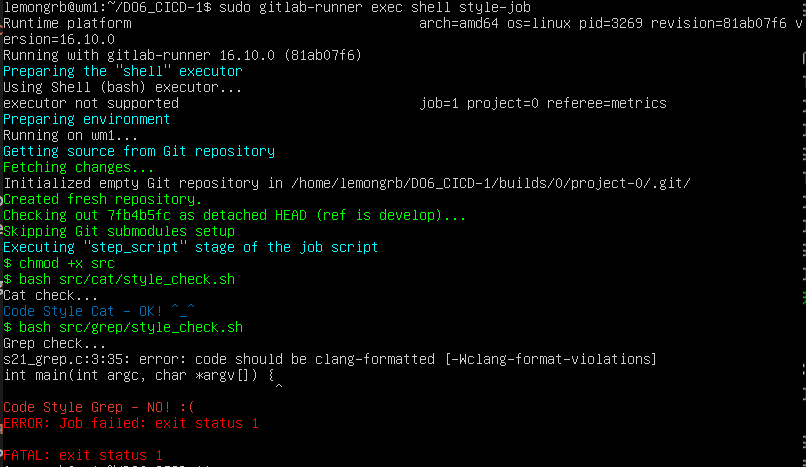 lemongrb@wm1:~/DO6_CICD-1$ sudo gitlab-runner exec shell style-job
Runtime platform                                    arch=amd64 os=linux pid=3269 revision=81ab07f6 v
ersion=16.10.0
Running with gitlab-runner 16.10.0 (81ab07f6)
Preparing the "shell" executor
Using Shell (bash) executor...
executor not supported                              job=1 project=0 referee=metrics
Preparing environment
Running on wm1...
Getting source from Git repository
Fetching changes...
Initialized empty Git repository in /home/lemongrb/DO6_CICD-1/builds/0/project-0/.git/
Created fresh repository.
Checking out 7fb4b5fc as detached HEAD (ref is develop)...
Skipping Git submodules setup
Executing "step_script" stage of the job script
$ chmod +x src
$ bash src/cat/style_check.sh
Cat check...
Code Style Cat - OK! ^_^
$ bash src/grep/style_check.sh
Grep check...
s21_grep.c:3:35: error: code should be clang-formatted [-Wclang-format-violations]
int main(int argc, char *argv[]) {
                                  ^
Code Style Grep - NO! :(
ERROR: Job failed: exit status 1
FATAL: exit status 1